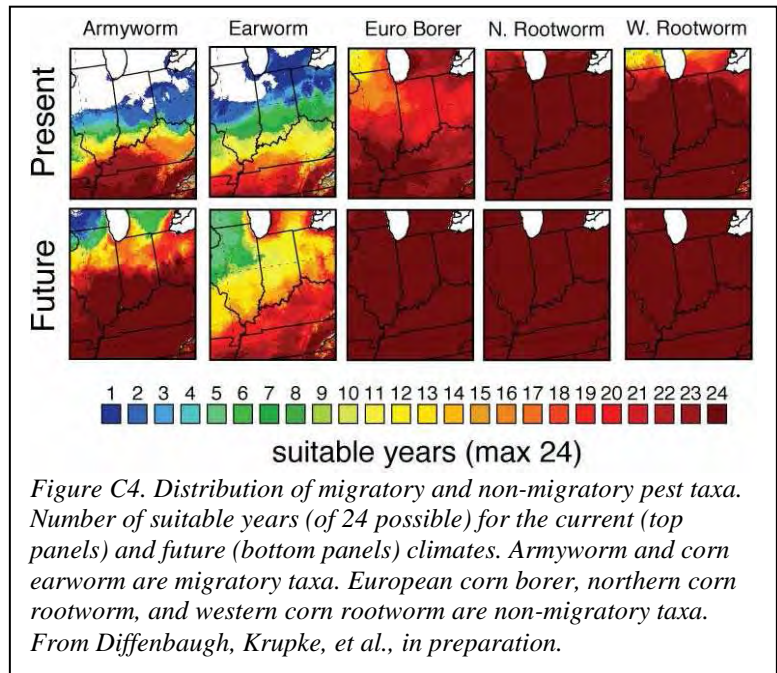 Armyworm Earworm Euro Borer N. Rootworm W. Rootworm
Present
Future
1 2 3 4 5 6 7 8 9 10 11 12 13 14 15 16 17 18 19 20 21 22 23 24
suitable years (max 24)
Figure C4. Distribution of migratory and non-migratory pest taxa.
Number of suitable years (of 24 possible) for the current (top
panels) and future (bottom panels) climates. Armyworm and corn
earworm are migratory taxa. European corn borer, northern corn
rootworm, and western corn rootworm are non-migratory taxa.
From Diffenbaugh, Krupke, et al., in preparation.